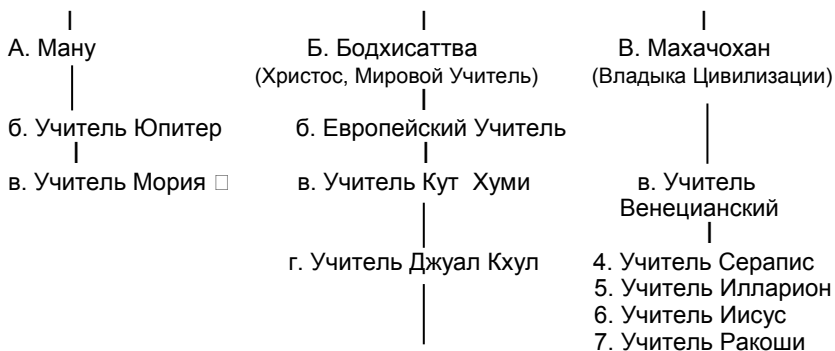 А. Ману
Б. Бодхисаттва
В. Махачохан
(Христос, Мировой Учитель)
(Владыка Цивилизации)
б. Учитель Юпитер
б. Европейский Учитель
в. Учитель Мория □
в. Учитель Кут Хуми
в. Учитель
Венецианский
г. Учитель Джуал Кхул
4. Учитель Серапис
5. Учитель Илларион
6. Учитель Иисус
7. Учитель Ракоши